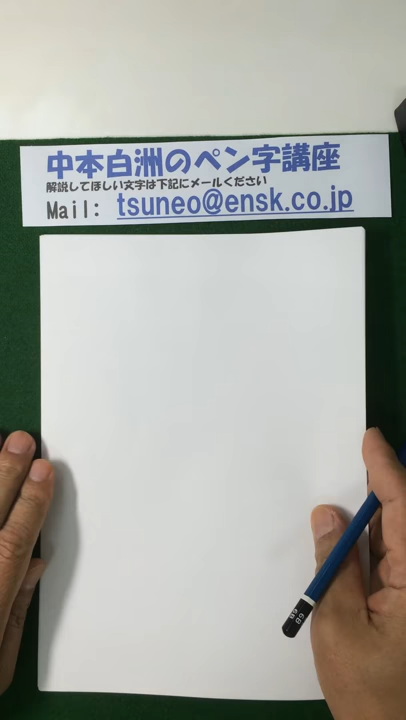 中本白洲のペン字講座
解説してほしい文字は下記にメールください
Mail: tsuneo@ensk.co.jp